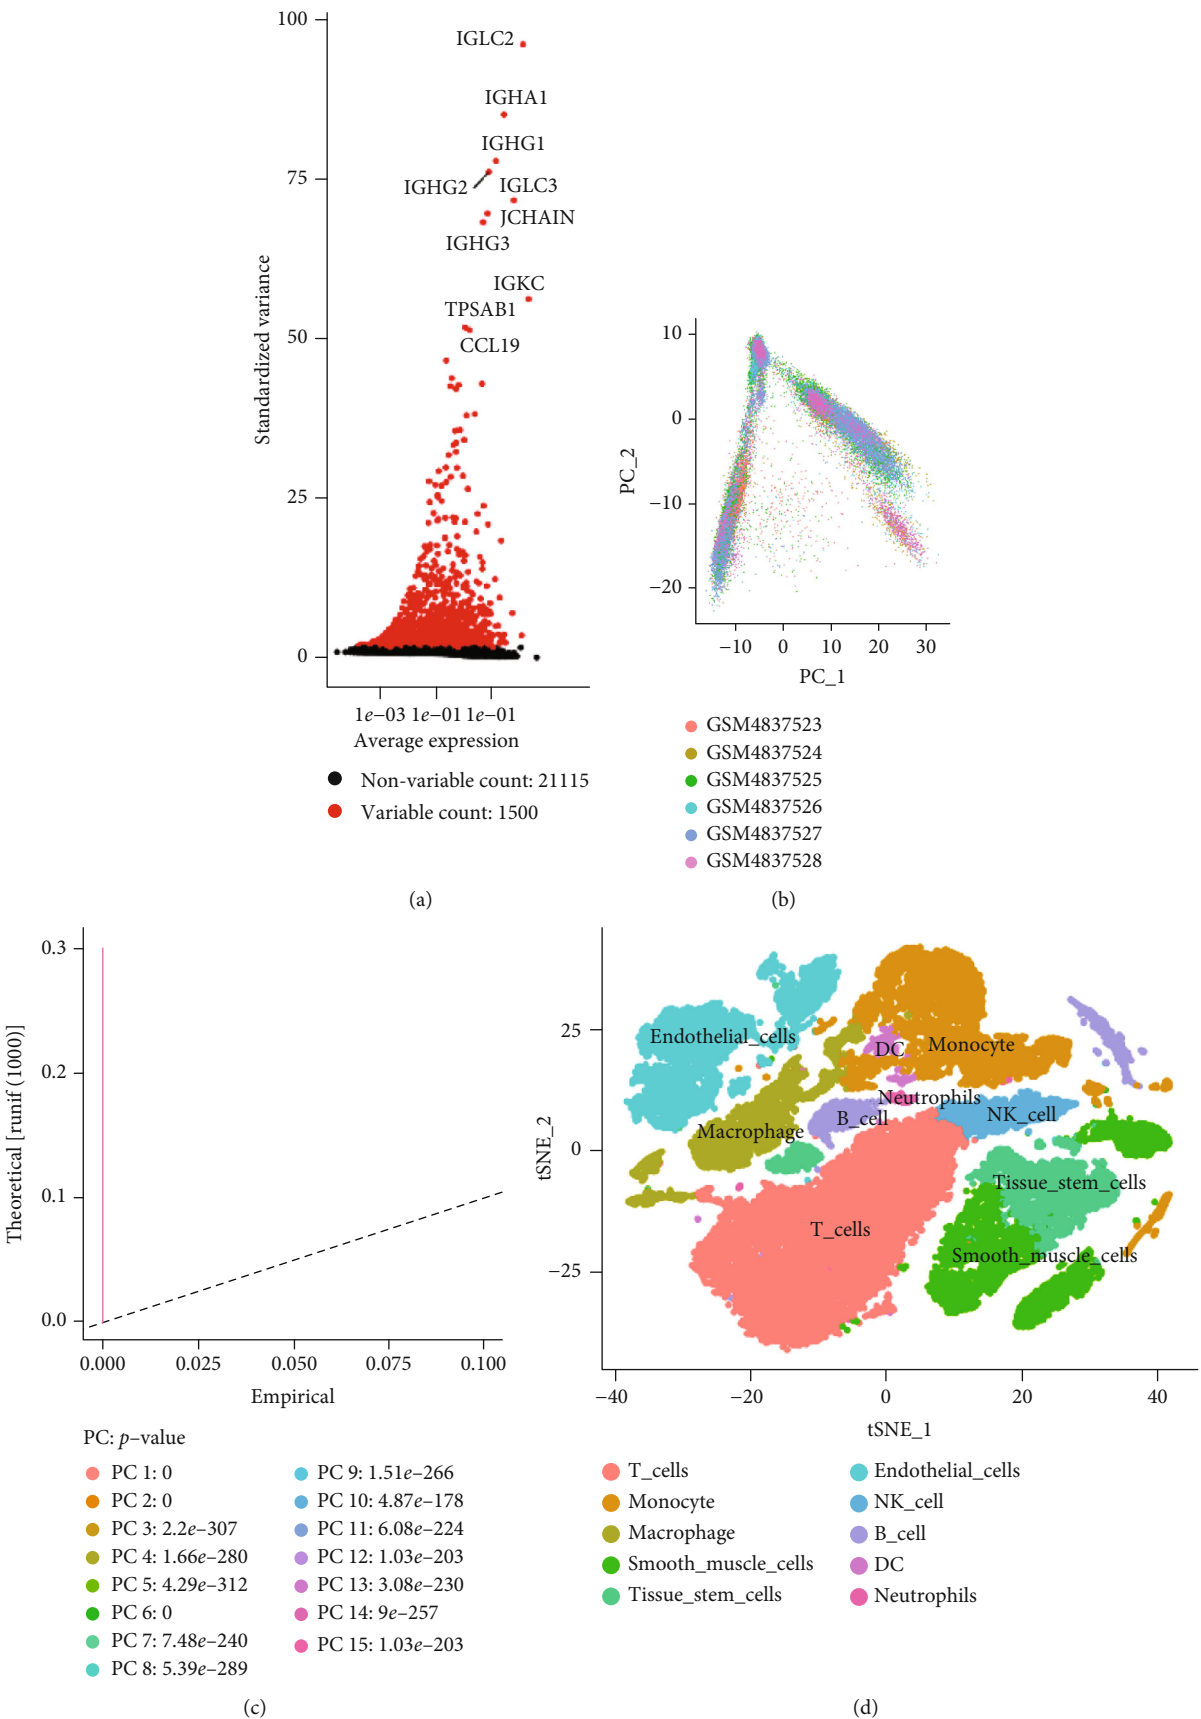 100
75
50
25
0
Standardized variance
IGLC2
IGHA1
IGHG1
IGHG2
IGLC3
JCHAIN
IGHG3
IGKC
TPSAB1
CCL19
1e−03 1e−01 1e−01
Average expression
Non-variable count: 21115
Variable count: 1500
(a)
10
0
−10
−20
PC_2
−10 0 10 20 30
PC_1
GSM4837523
GSM4837524
GSM4837525
GSM4837526
GSM4837527
GSM4837528
(b)
0.3
0.2
0.1
0.0
Theoretical [runif (1000)]
0.000 0.025 0.050 0.075 0.100
Empirical
PC: p–value
PC 1: 0
PC 2: 0
PC 3: 2.2e–307
PC 4: 1.66e–280
PC 5: 4.29e–312
PC 6: 0
PC 7: 7.48e–240
PC 8: 5.39e–289
PC 9: 1.51e–266
PC 10: 4.87e–178
PC 11: 6.08e–224
PC 12: 1.03e–203
PC 13: 3.08e–230
PC 14: 9e–257
PC 15: 1.03e–203
(c)
25
0
−25
tSNE_2
Endothelial_cells
DC
Monocyte
Neutrophils
Macrophage
B_cell
NK_cell
Tissue_stem_cells
T_cells
Smooth_muscle_cells
−40 −20 0 20 40
tSNE_1
T_cells
Monocyte
Macrophage
Smooth_muscle_cells
Tissue_stem_cells
Endothelial_cells
NK_cell
B_cell
DC
Neutrophils
(d)